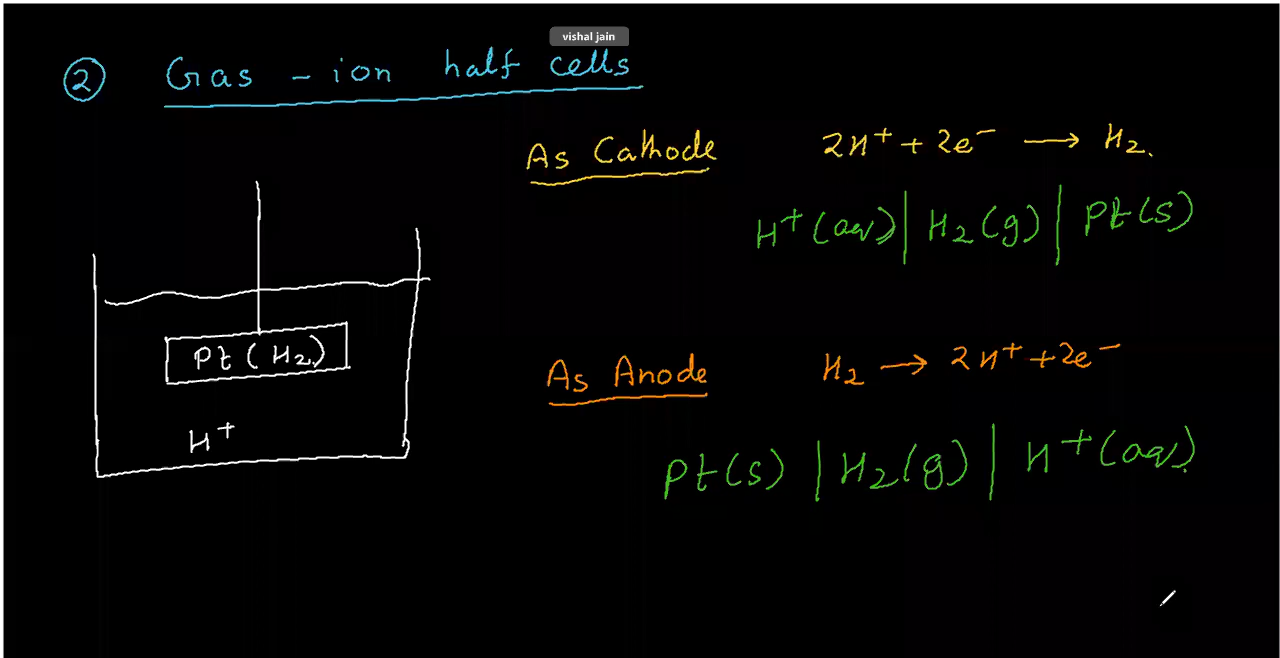 vishal jain
② Gas - ion half cells
As Cathode 2H⁺ + 2e⁻ → H₂.
H⁺(aq) | H₂(g) | Pt(s)
Pt(H₂)
H⁺
As Anode H₂ → 2H⁺ + 2e⁻
Pt(s) | H₂(g) | H⁺(aq)